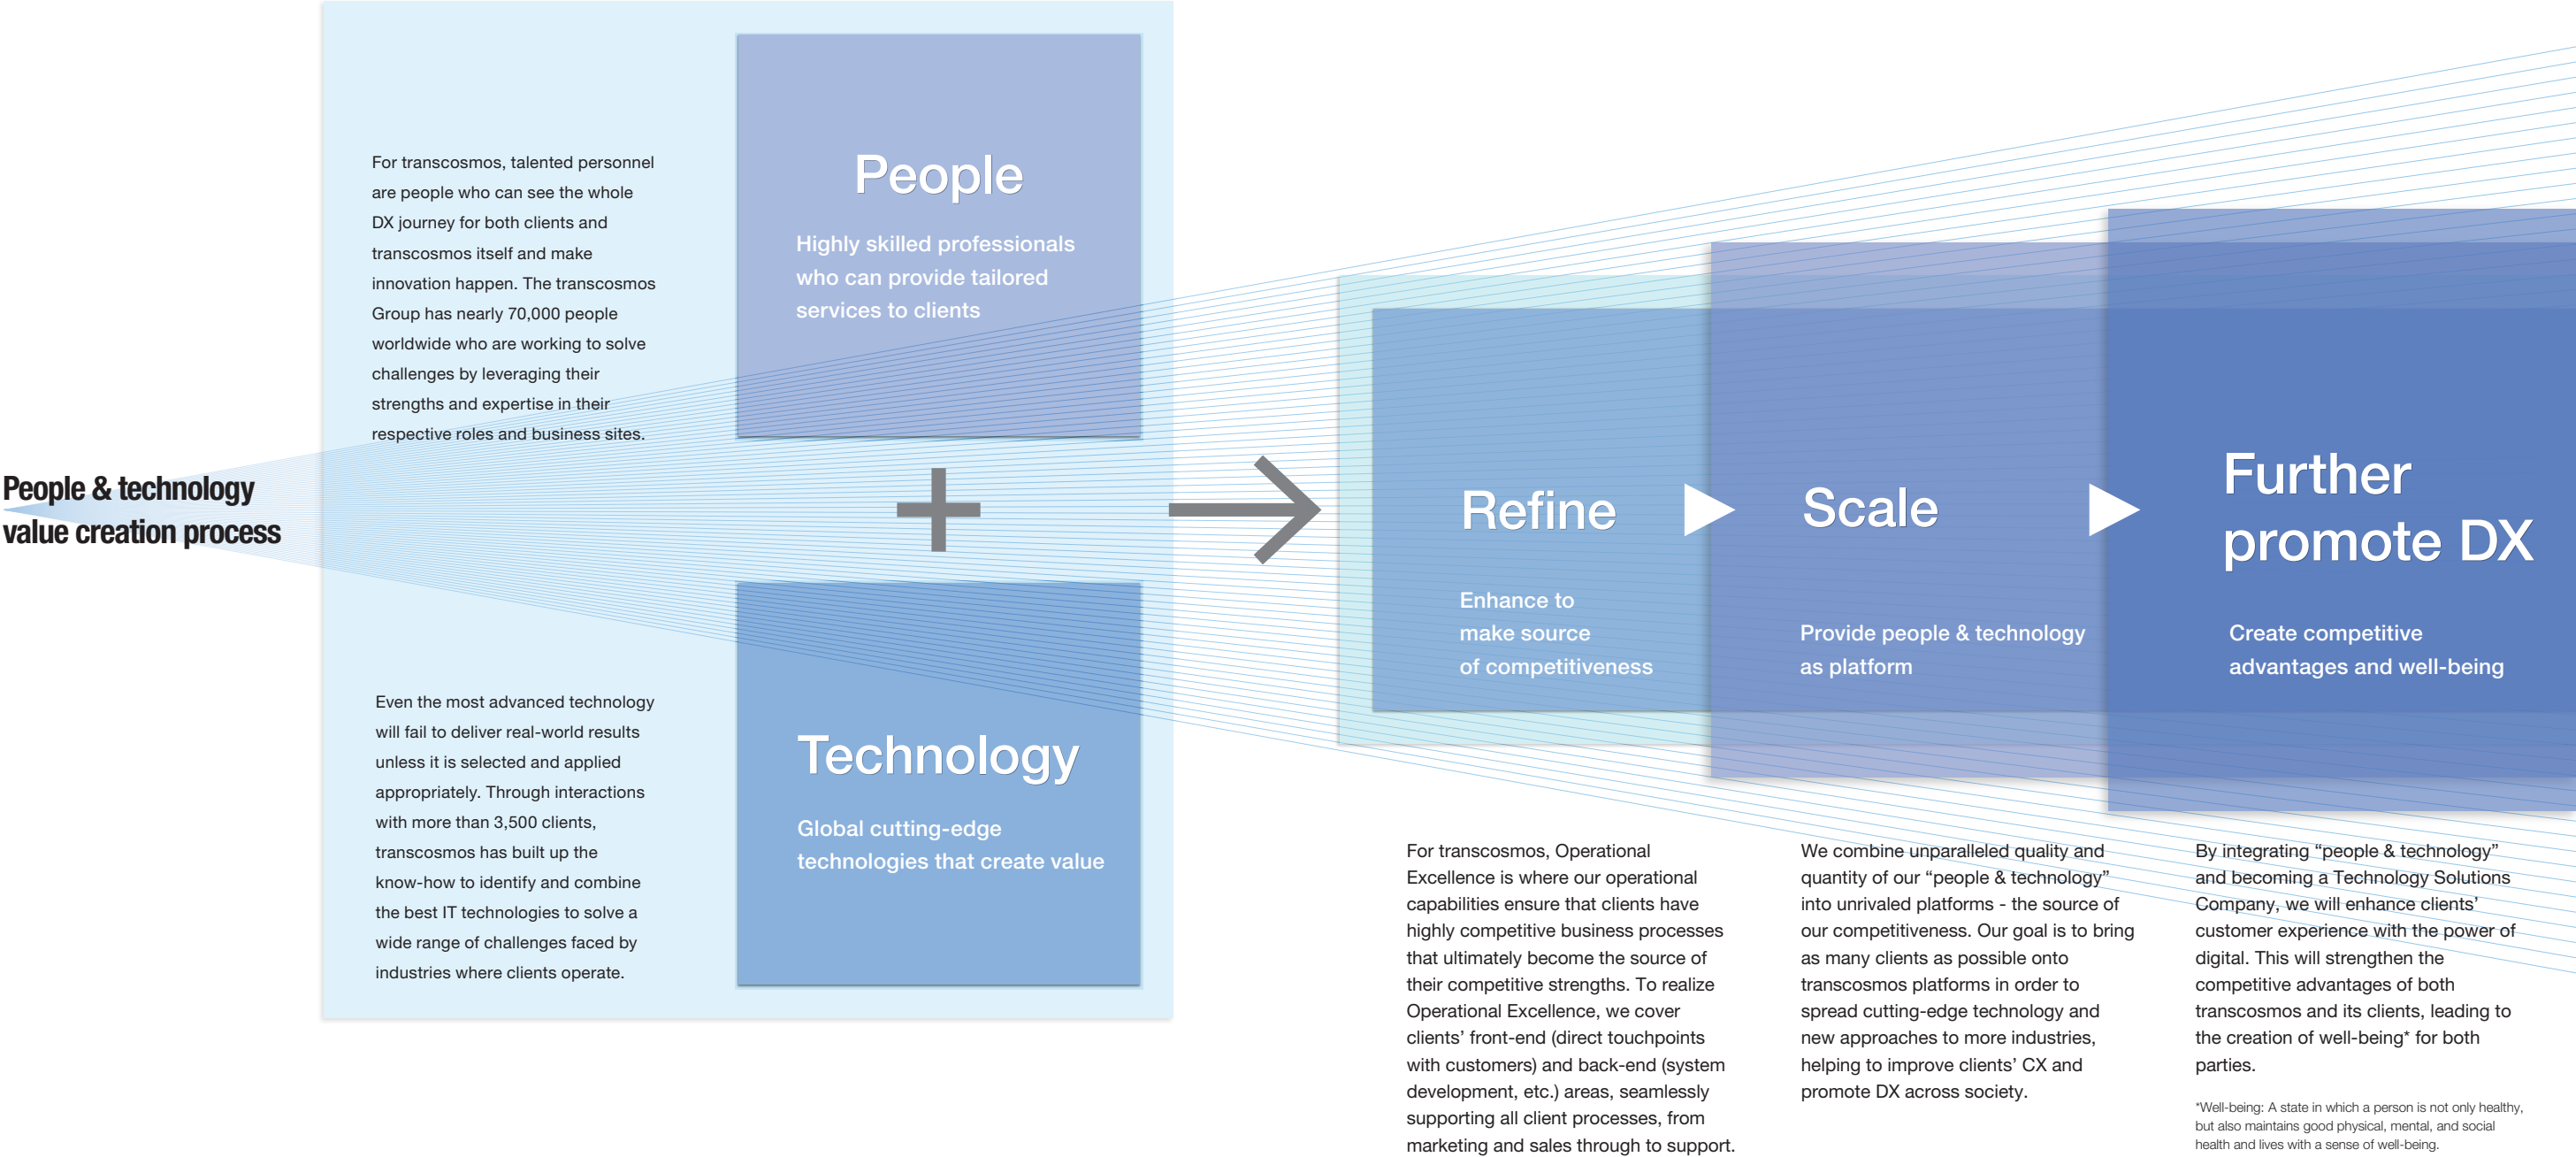 People & technology
value creation process
For transcosmos, talented personnel
are people who can see the whole
DX journey for both clients and
transcosmos itself and make
innovation happen. The transcosmos
Group has nearly 70,000 people
worldwide who are working to solve
challenges by leveraging their
strengths and expertise in their
respective roles and business sites.
People
Highly skilled professionals
who can provide tailored
services to clients
+
Even the most advanced technology
will fail to deliver real-world results
unless it is selected and applied
appropriately. Through interactions
with more than 3,500 clients,
transcosmos has built up the
know-how to identify and combine
the best IT technologies to solve a
wide range of challenges faced by
industries where clients operate.
Technology
Global cutting-edge
technologies that create value
Refine
Enhance to
make source
of competitiveness
For transcosmos, Operational
Excellence is where our operational
capabilities ensure that clients have
highly competitive business processes
that ultimately become the source of
their competitive strengths. To realize
Operational Excellence, we cover
clients’ front-end (direct touchpoints
with customers) and back-end (system
development, etc.) areas, seamlessly
supporting all client processes, from
marketing and sales through to support.
Scale
Provide people & technology
as platform
We combine unparalleled quality and
quantity of our “people & technology”
into unrivaled platforms - the source of
our competitiveness. Our goal is to bring
as many clients as possible onto
transcosmos platforms in order to
spread cutting-edge technology and
new approaches to more industries,
helping to improve clients’ CX and
promote DX across society.
Further
promote DX
Create competitive
advantages and well-being
By integrating “people & technology”
and becoming a Technology Solutions
Company, we will enhance clients’
customer experience with the power of
digital. This will strengthen the
competitive advantages of both
transcosmos and its clients, leading to
the creation of well-being* for both
parties.
*Well-being: A state in which a person is not only healthy,
but also maintains good physical, mental, and social
health and lives with a sense of well-being.